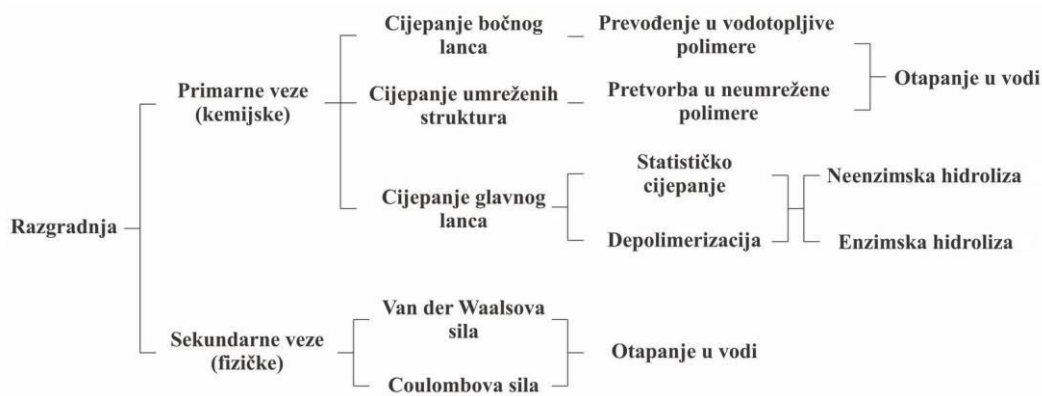 Cijepanje bočnog
lanca
Prevođenje u vodotopljive
polimere
Primarne veze
(kemijske)
Cijepanje umreženih
struktura
Pretvorba u neumrežene
polimere
Otapanje u vodi
Statističko
cijepanje
Neenzimska hidroliza
Cijepanje glavnog
lanca
Razgradnja
Depolimerizacija
Enzimska hidroliza
Van der Waalsova
sila
Sekundarne veze
(fizičke)
Otapanje u vodi
Coulombova sila